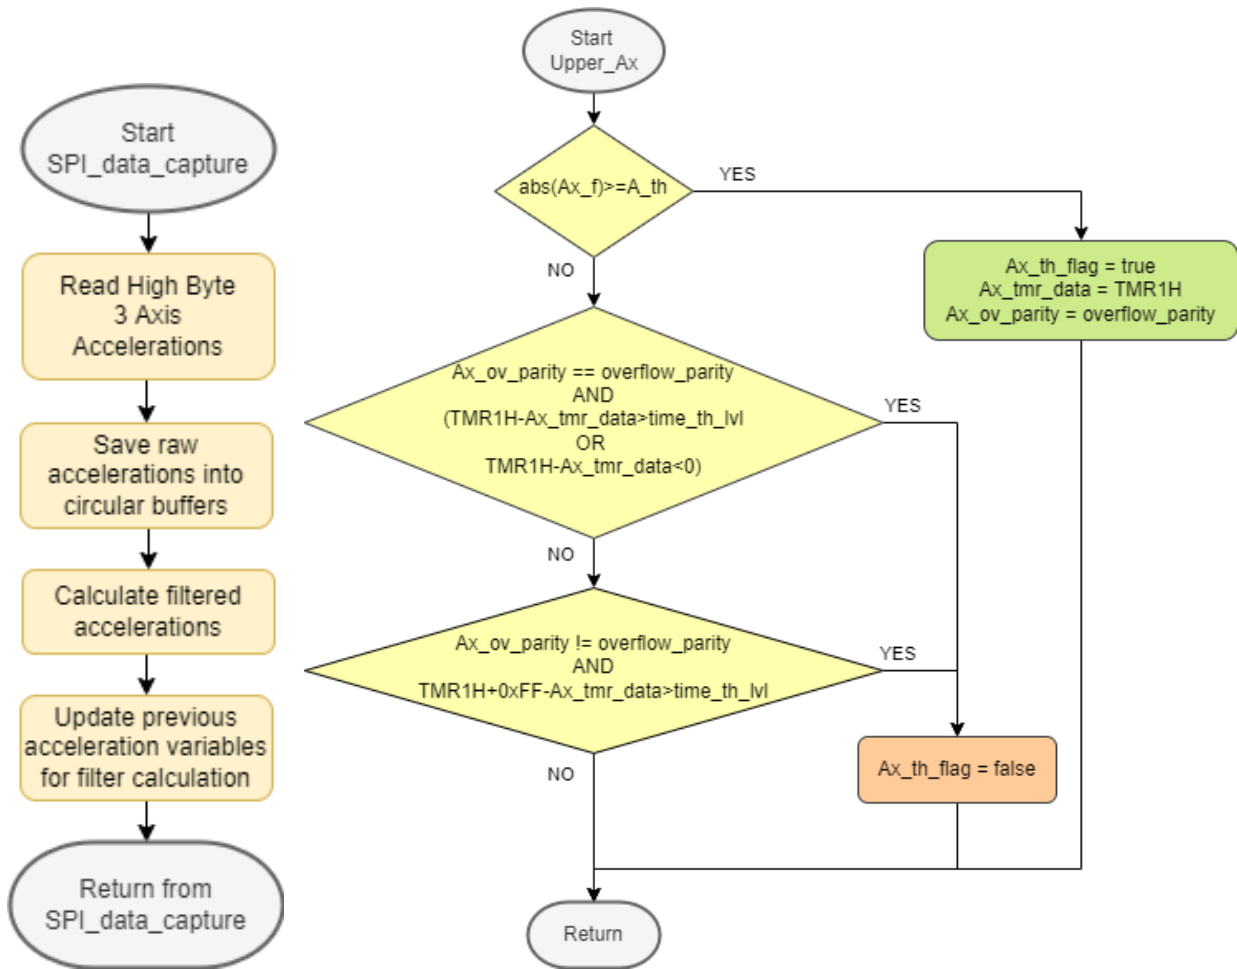 Start
SPI_data_capture
Read High Byte
3 Axis
Accelerations
Save raw
accelerations into
circular buffers
Calculate filtered
accelerations
Update previous
acceleration variables
for filter calculation
Return from
SPI_data_capture
Start
Upper_Ax
abs(Ax_f)>=A_th
YES
NO
Ax_th_flag = true
Ax_tmr_data = TMR1H
Ax_ov_parity = overflow_parity
Ax_ov_parity == overflow_parity
AND
(TMR1H-Ax_tmr_data>time_th_lvl
OR
TMR1H-Ax_tmr_data<0)
YES
NO
Ax_ov_parity != overflow_parity
AND
TMR1H+0xFF-Ax_tmr_data>time_th_lvl
YES
NO
Ax_th_flag = false
Return